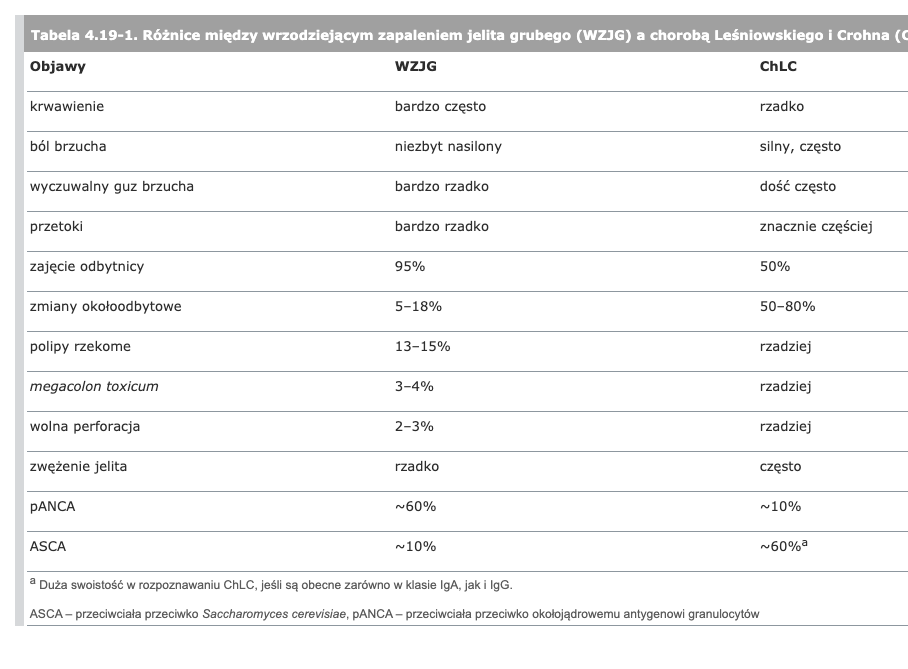 Tabela 4.19-1. Różnice między wrzodziejącym zapaleniem jelita grubego (WZJG) a chorobą Leśniowskiego i Crohna (
Objawy WZJG ChLC
krwawienie bardzo często rzadko
ból brzucha niezbyt nasilony silny, często
wyczuwalny guz brzucha bardzo rzadko dość często
przetoki bardzo rzadko znacznie częściej
zajęcie odbytnicy 95% 50%
zmiany okołoodbytowe 5–18% 50–80%
polipy rzekome 13–15% rzadziej
megacolon toxicum 3–4% rzadziej
wolna perforacja 2–3% rzadziej
zwężenie jelita rzadko często
pANCA ~60% ~10%
ASCA ~10% ~60%a
a Duża swoistość w rozpoznawaniu ChLC, jeśli są obecne zarówno w klasie IgA, jak i IgG.
ASCA – przeciwciała przeciwko Saccharomyces cerevisiae, pANCA – przeciwciała przeciwko okołojądrowemu antygenowi granulocytów